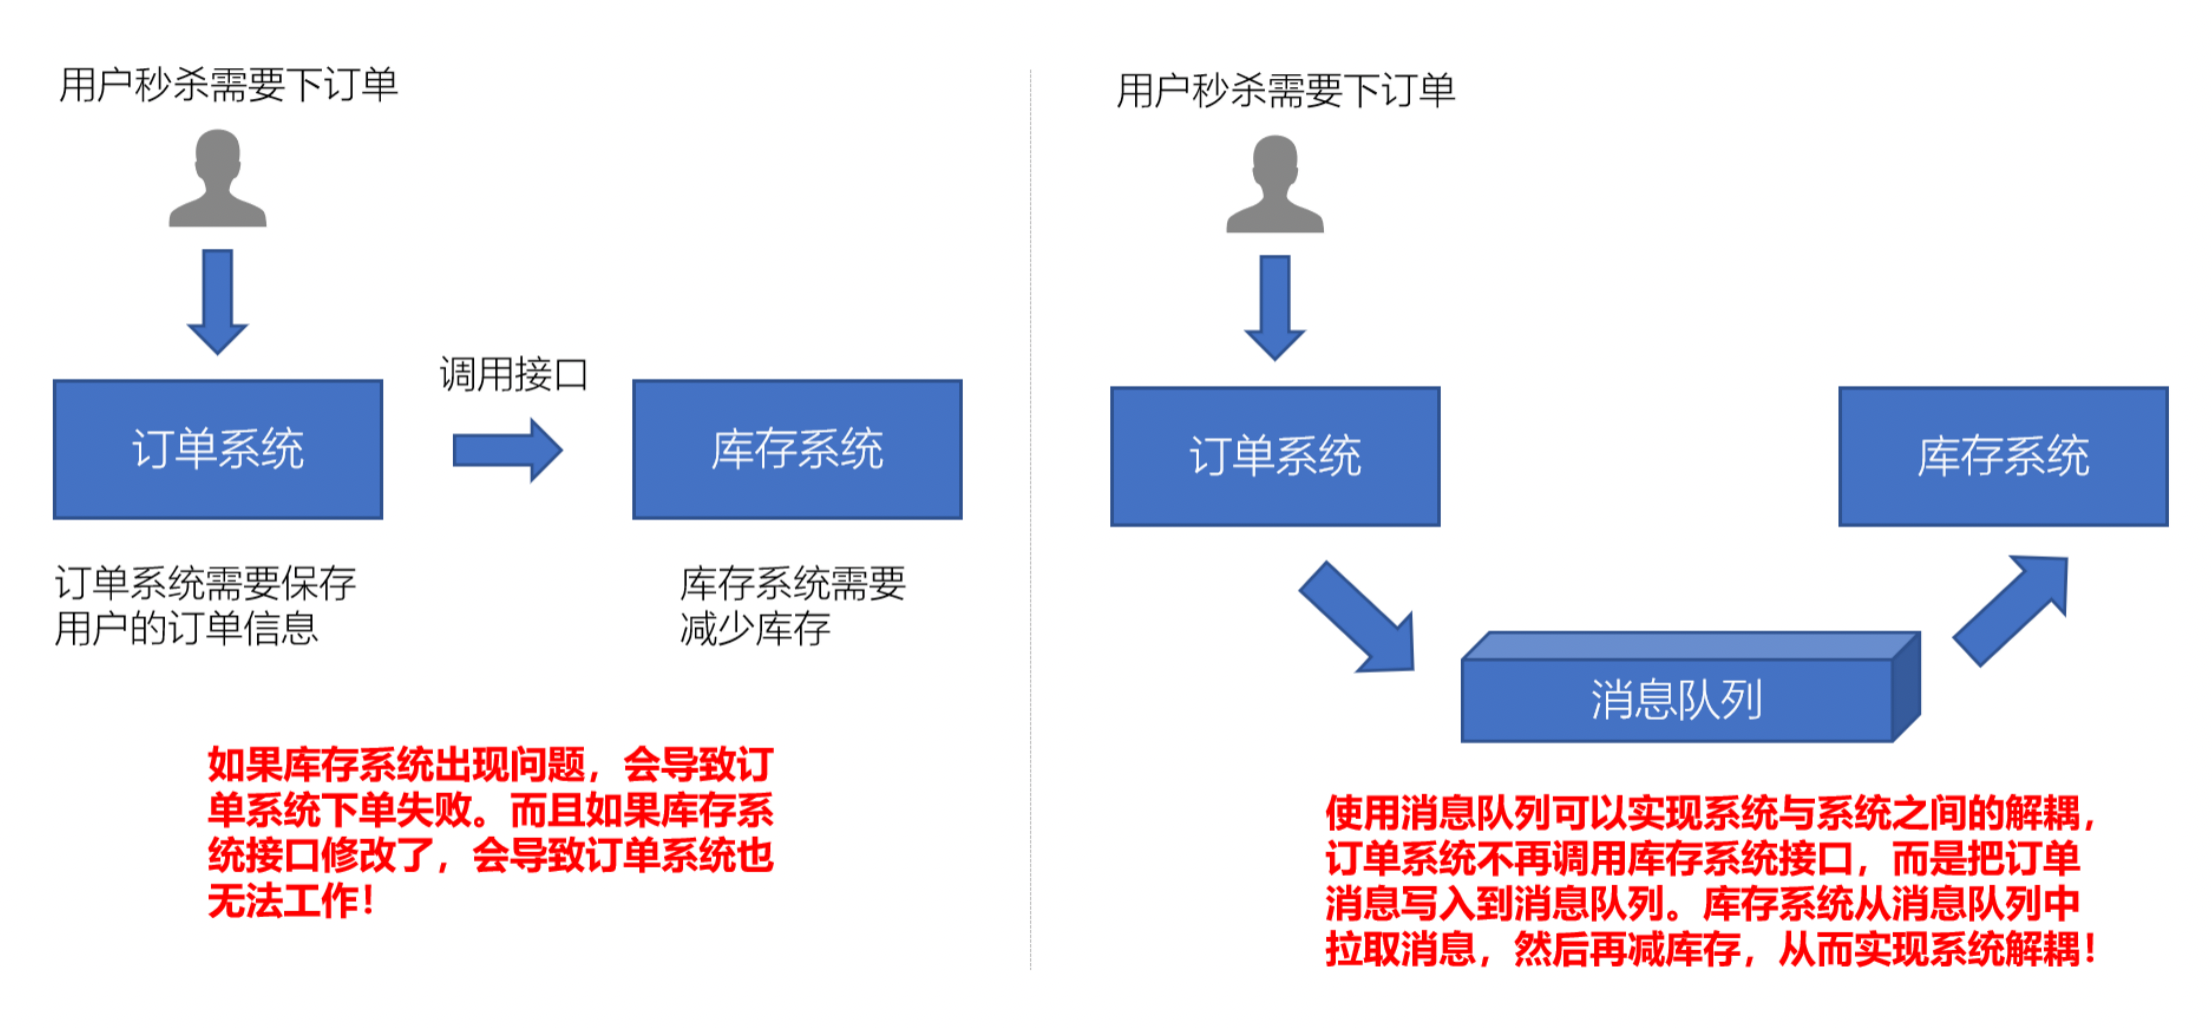 用户秒杀需要下订单
调用接口
订单系统
库存系统
订单系统需要保存
用户的订单信息
库存系统需要
减少库存
如果库存系统出现问题，会导致订
单系统下单失败。而且如果库存系
统接口修改了，会导致订单系统也
无法工作！
用户秒杀需要下订单
订单系统
库存系统
消息队列
使用消息队列可以实现系统与系统之间的解耦，
订单系统不再调用库存系统接口，而是把订单
消息写入到消息队列。库存系统从消息队列中
拉取消息，然后再减库存，从而实现系统解耦！